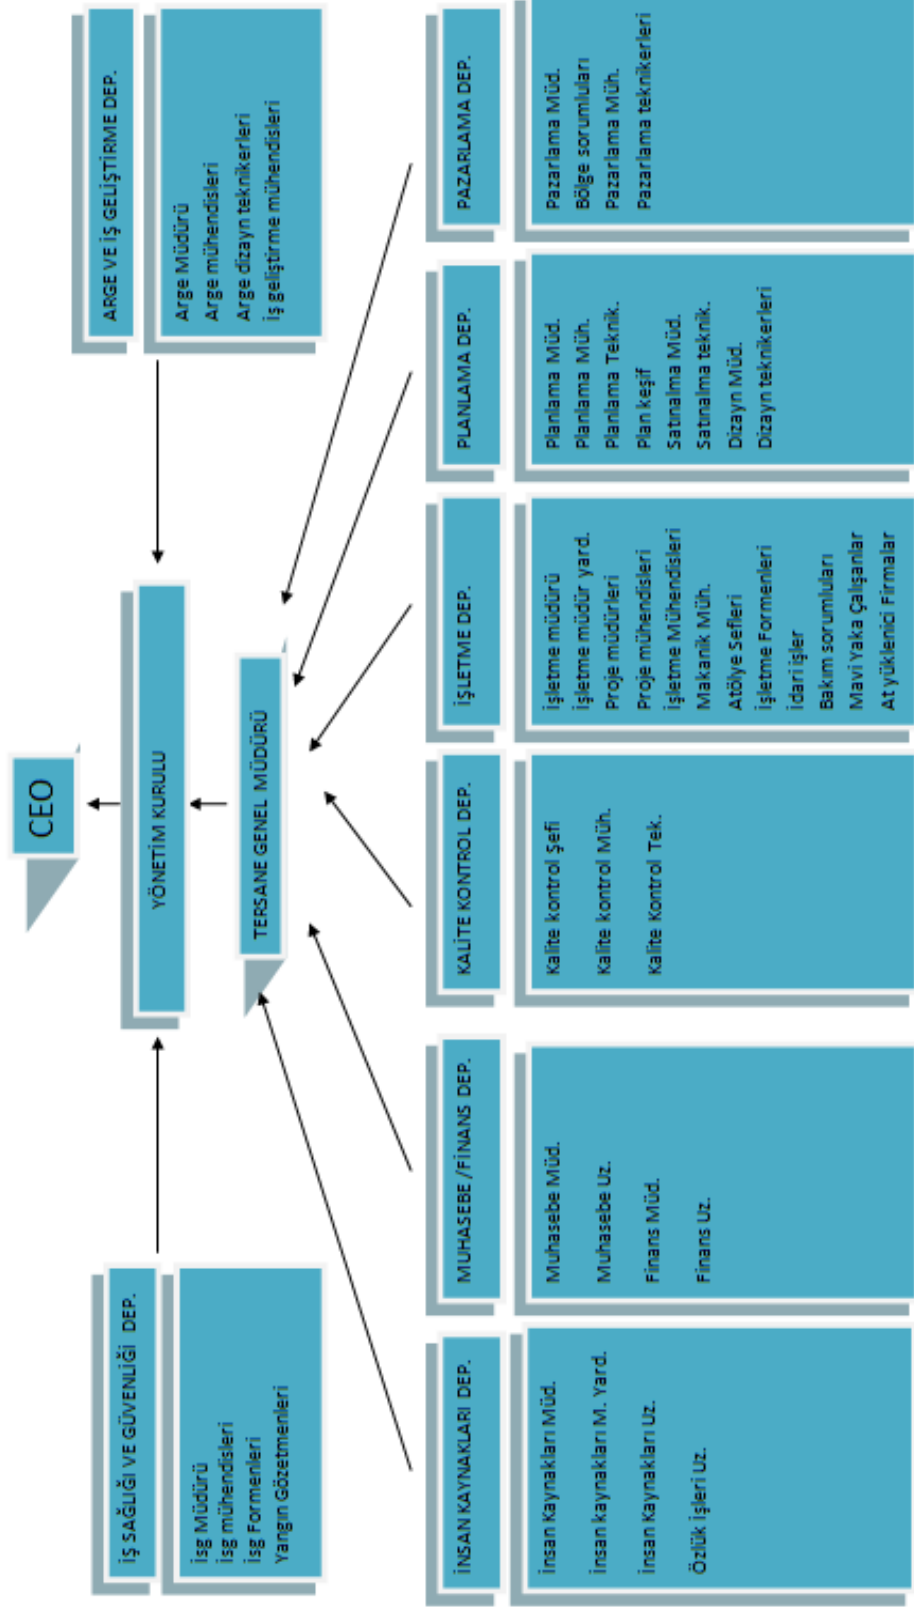 CEO
YÖNETİM KURULU
TERSANE GENEL MÜDÜRÜ
İŞ SAĞLIĞI VE GÜVENLİĞİ DEP.
İsg Müdürü
İsg mühendisleri
İsg Formenleri
Yangın Gözetmenleri
ARGE VE İŞ GELİŞTİRME DEP.
Arge Müdürü
Arge mühendisleri
Arge dizayn teknikerleri
İş geliştirme mühendisleri
İNSAN KAYNAKLARI DEP.
İnsan Kaynakları Müd.
İnsan kaynakları M. Yard.
İnsan Kaynakları Uz.
Özlük İşleri Uz.
MUHASEBE /FİNANS DEP.
Muhasebe Müd.
Muhasebe Uz.
Finans Müd.
Finans Uz.
KALİTE KONTROL DEP.
Kalite kontrol Şefi
Kalite kontrol Müh.
Kalite Kontrol Tek.
İŞLETME DEP.
İşletme müdürü
İşletme müdür yard.
Proje müdürleri
Proje mühendisleri
İşletme Mühendisleri
Makanik Müh.
Atölye Şefleri
İşletme Formenleri
İdari işler
Bakım sorumluları
Mavi Yaka Çalışanlar
At yüklenici Firmalar
PLANLAMA DEP.
Planlama Müd.
Planlama Müh.
Planlama Teknik.
Plan keşif
Satınalma Müd.
Satınalma teknik.
Dizayn Müd.
Dizayn teknikerleri
PAZARLAMA DEP.
Pazarlama Müd.
Bölge sorumluları
Pazarlama Müh.
Pazarlama teknikerleri